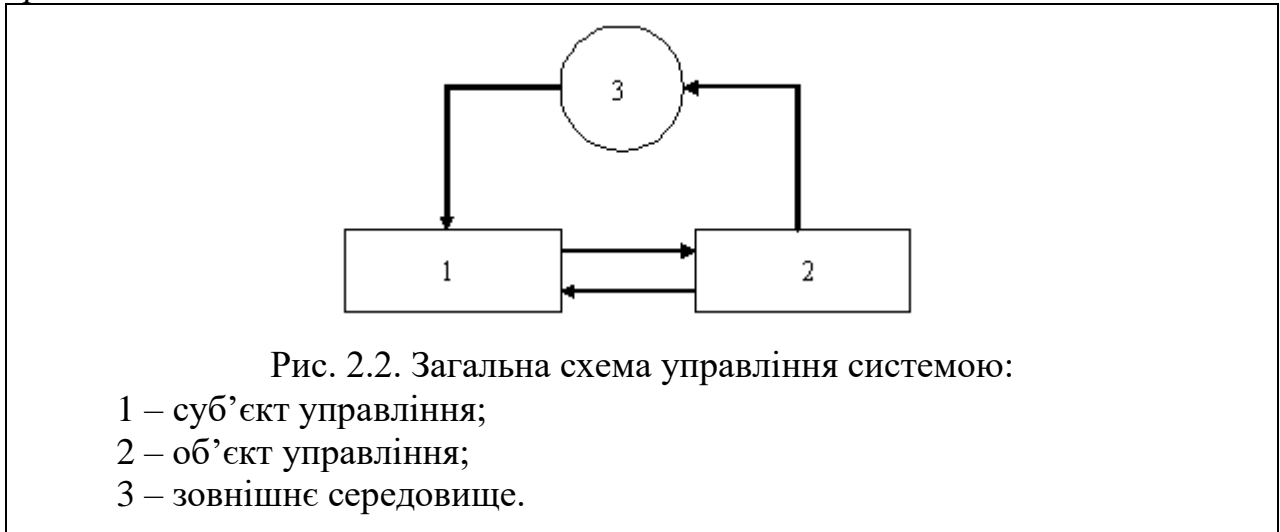 3
1
2
Рис. 2.2. Загальна схема управління системою:
1 – суб’єкт управління;
2 – об’єкт управління;
3 – зовнішнє середовище.